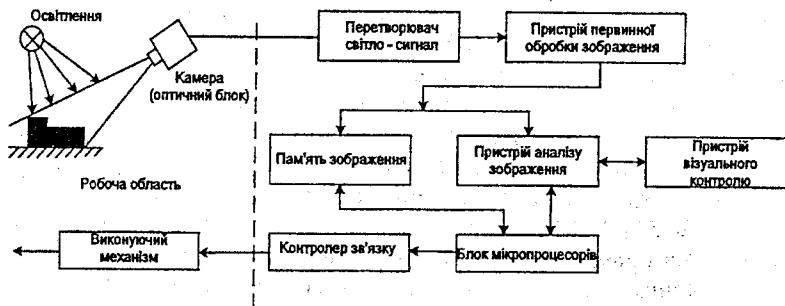 Освітлення
Камера
(оптичний блок)
Перетворювач
світло - сигнал
Пристрій первинної
обробки зображення
Пам'ять зображення
Пристрій аналізу
зображення
Пристрій
візуального
контролю
Робоча область
Виконуючий
механізм
Контролер зв'язку
Блок мікропроцесорів